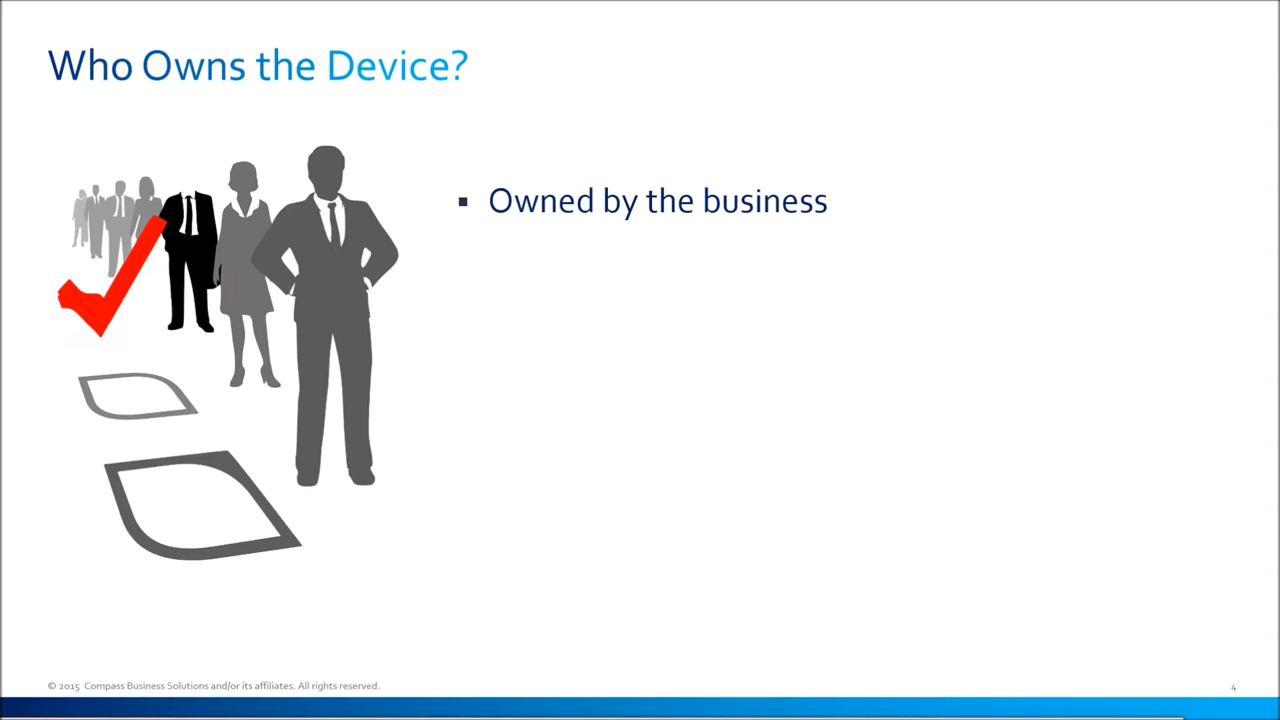 Who Owns the Device?
▪ Owned by the business
© 2015 Compass Business Solutions and/or its affiliates. All rights reserved.
4